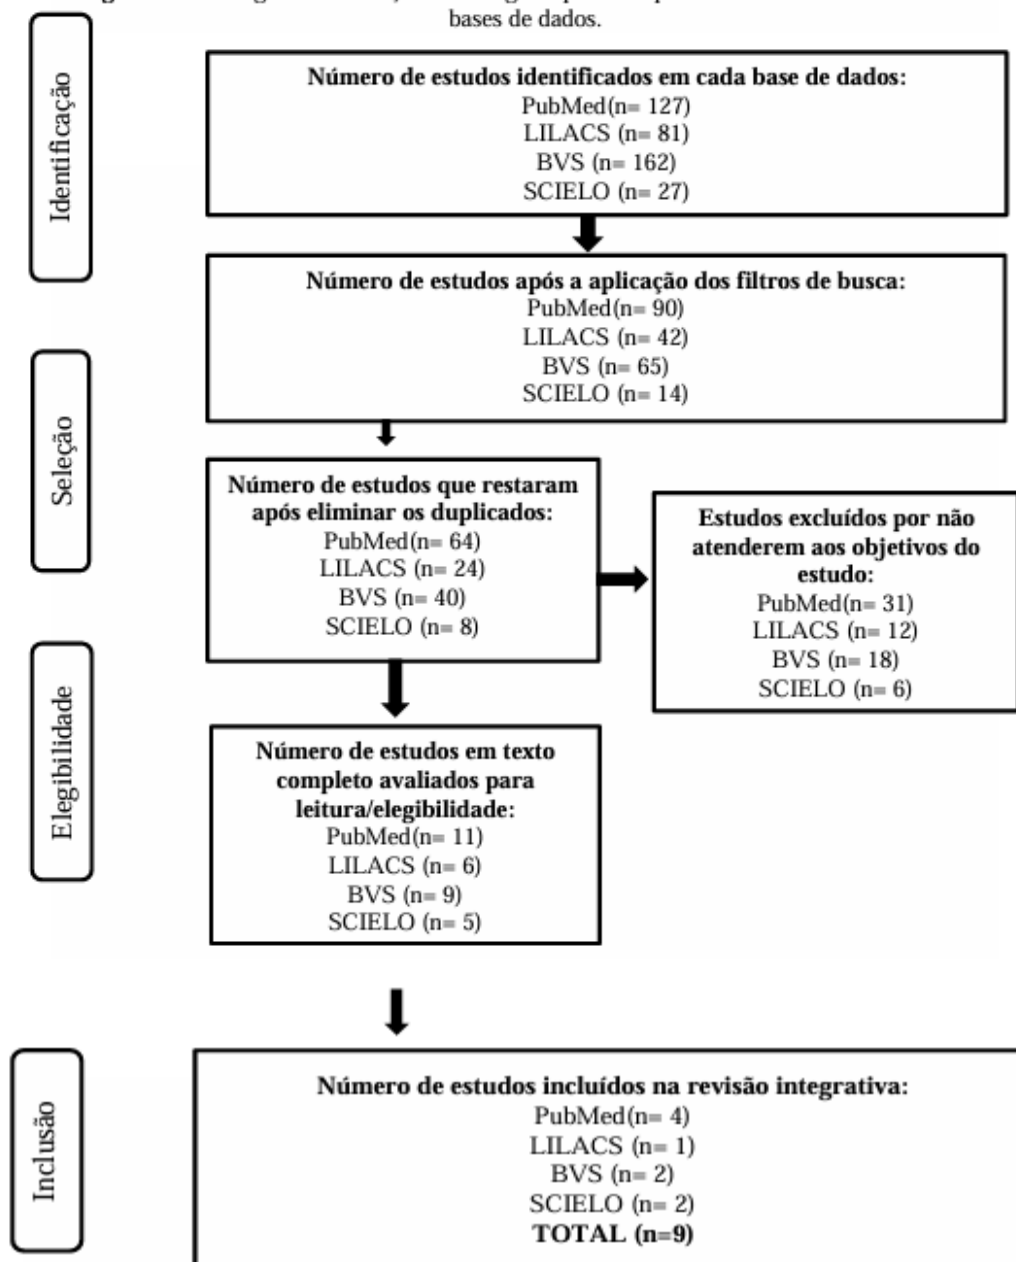 bases de dados.
Identificação
Número de estudos identificados em cada base de dados:
PubMed(n= 127)
LILACS (n= 81)
BVS (n= 162)
SCIELO (n= 27)
Número de estudos após a aplicação dos filtros de busca:
PubMed(n= 90)
LILACS (n= 42)
BVS (n= 65)
SCIELO (n= 14)
Seleção
Número de estudos que restaram
após eliminar os duplicados:
PubMed(n= 64)
LILACS (n= 24)
BVS (n= 40)
SCIELO (n= 8)
Estudos excluídos por não
atenderem aos objetivos do
estudo:
PubMed(n= 31)
LILACS (n= 12)
BVS (n= 18)
SCIELO (n= 6)
Elegibilidade
Número de estudos em texto
completo avaliados para
leitura/elegibilidade:
PubMed(n= 11)
LILACS (n= 6)
BVS (n= 9)
SCIELO (n= 5)
Inclusão
Número de estudos incluídos na revisão integrativa:
PubMed(n= 4)
LILACS (n= 1)
BVS (n= 2)
SCIELO (n= 2)
TOTAL (n=9)